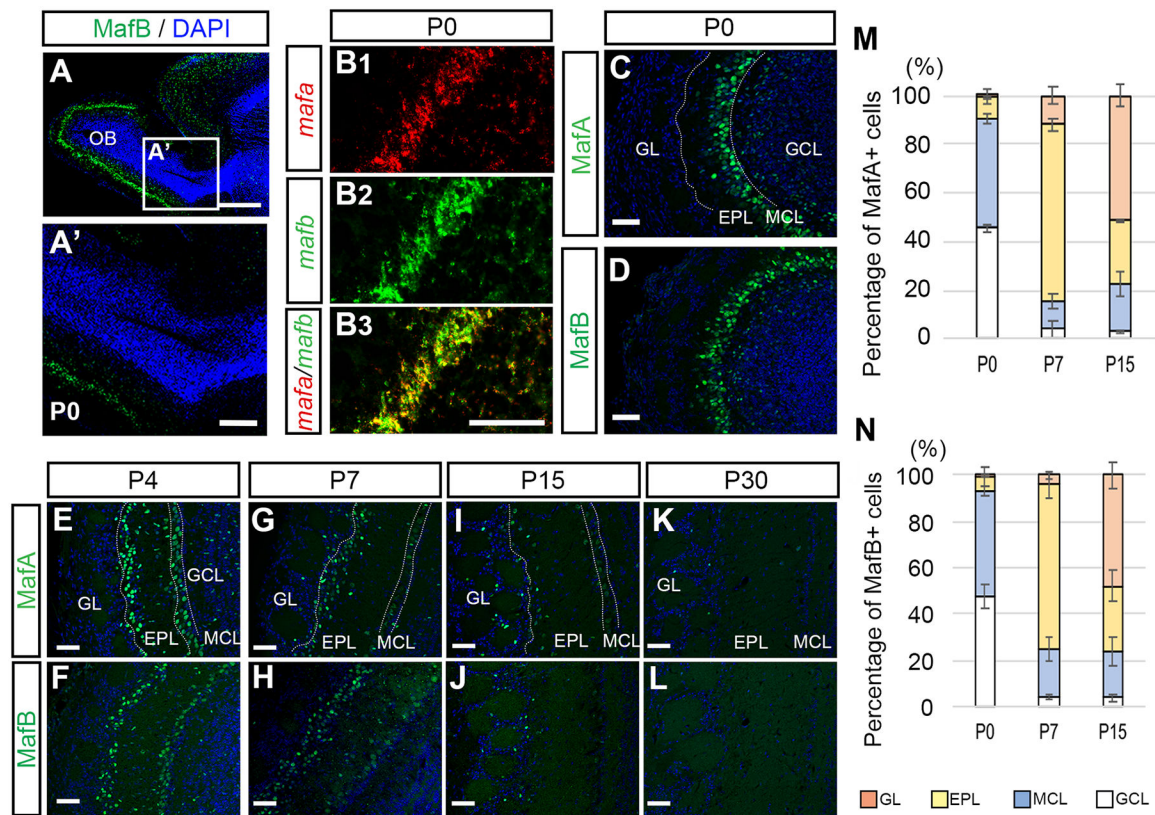 MafB / DAPI
A
OB
A'
A'
P0
P0
mafa
B1
mafb
B2
mafa/mafb
B3
P0
MafA
C
GL
GCL
EPL
MCL
MafB
D
M
(%)
Percentage of MafA+ cells
100
80
60
40
20
0
P0
P7
P15
P4
P7
P15
P30
MafA
E
GL
GCL
EPL
MCL
G
GL
EPL
MCL
I
GL
EPL
MCL
K
GL
EPL
MCL
MafB
F
H
J
L
N
(%)
Percentage of MafB+ cells
100
80
60
40
20
0
P0
P7
P15
GL
EPL
MCL
GCL